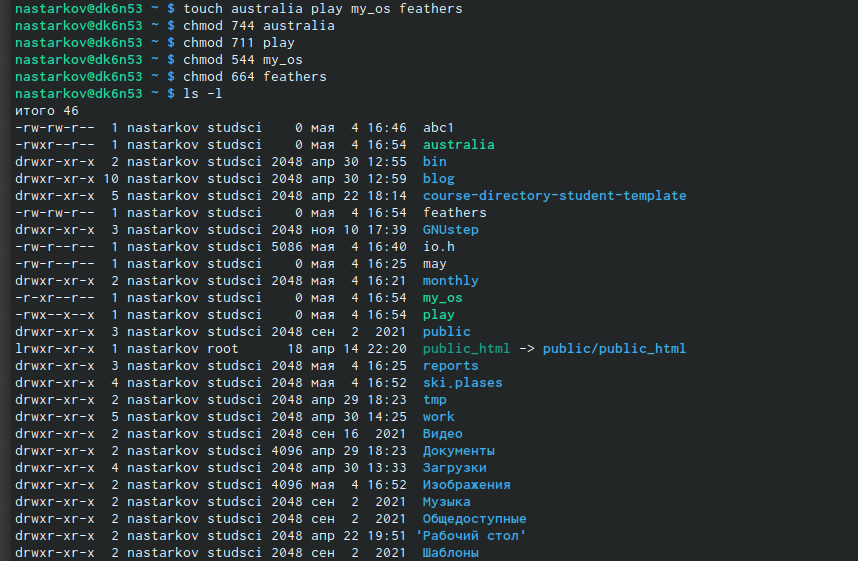 nastarkov@dk6n53 ~ $ touch australia play my_os feathers
nastarkov@dk6n53 ~ $ chmod 744 australia
nastarkov@dk6n53 ~ $ chmod 711 play
nastarkov@dk6n53 ~ $ chmod 544 my_os
nastarkov@dk6n53 ~ $ chmod 664 feathers
nastarkov@dk6n53 ~ $ ls -l
итого 46
-rw-rw-r--  1 nastarkov studsci    0 мая  4 16:46  abc1
-rwxr--r--  1 nastarkov studsci    0 мая  4 16:54  australia
drwxr-xr-x  2 nastarkov studsci 2048 апр 30 12:55  bin
drwxr-xr-x 10 nastarkov studsci 2048 апр 30 12:59  blog
drwxr-xr-x  5 nastarkov studsci 2048 апр 22 18:14  course-directory-student-template
-rw-rw-r--  1 nastarkov studsci    0 мая  4 16:54  feathers
drwxr-xr-x  3 nastarkov studsci 2048 ноя 10 17:39  GNUstep
-rw-r--r--  1 nastarkov studsci 5086 мая  4 16:40  io.h
-rw-r--r--  1 nastarkov studsci    0 мая  4 16:25  may
drwxr-xr-x  2 nastarkov studsci 2048 мая  4 16:21  monthly
-r-xr--r--  1 nastarkov studsci    0 мая  4 16:54  my_os
-rwx--x--x  1 nastarkov studsci    0 мая  4 16:54  play
drwxr-xr-x  3 nastarkov studsci 2048 сен  2  2021  public
lrwxr-xr-x  1 nastarkov root      18 апр 14 22:20  public_html -> public/public_html
drwxr-xr-x  3 nastarkov studsci 2048 мая  4 16:25  reports
drwxr-xr-x  4 nastarkov studsci 2048 мая  4 16:52  ski.plases
drwxr-xr-x  2 nastarkov studsci 2048 апр 29 18:23  tmp
drwxr-xr-x  5 nastarkov studsci 2048 апр 30 14:25  work
drwxr-xr-x  2 nastarkov studsci 2048 сен 16  2021  Видео
drwxr-xr-x  2 nastarkov studsci 4096 апр 29 18:23  Документы
drwxr-xr-x  4 nastarkov studsci 2048 апр 30 13:33  Загрузки
drwxr-xr-x  2 nastarkov studsci 4096 мая  4 16:52  Изображения
drwxr-xr-x  2 nastarkov studsci 2048 сен  2  2021  Музыка
drwxr-xr-x  2 nastarkov studsci 2048 сен  2  2021  Общедоступные
drwxr-xr-x  2 nastarkov studsci 2048 апр 22 19:51 'Рабочий стол'
drwxr-xr-x  2 nastarkov studsci 2048 сен  2  2021  Шаблоны